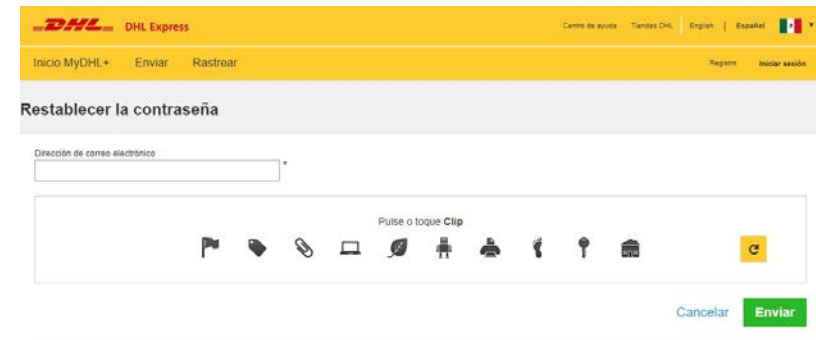 DHL DHL Express Centro de ayuda Tiendas DHL English | Español
Inicio MyDHL+ Enviar Rastrear Registro Iniciar sesión
Restablecer la contraseña
Dirección de correo electrónico
*
Pulse o toque Clip
Cancelar Enviar